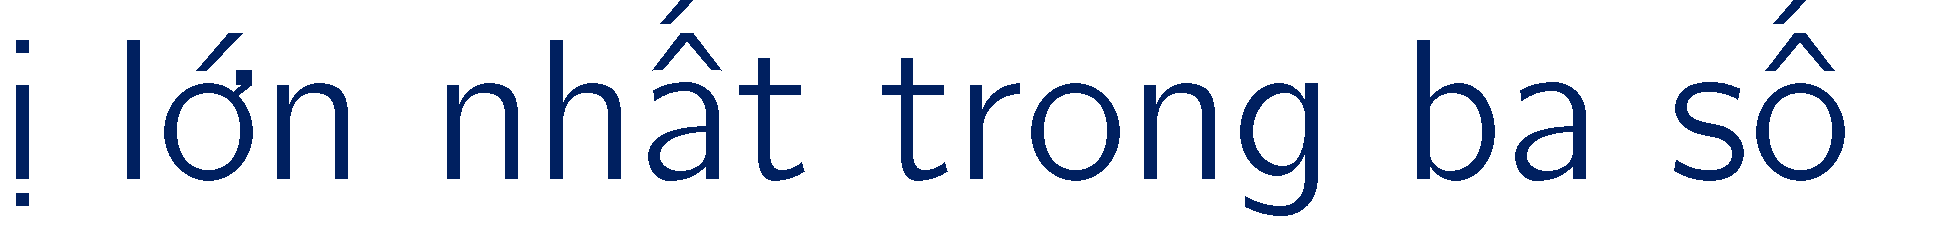 ị lớn nhất trong ba số